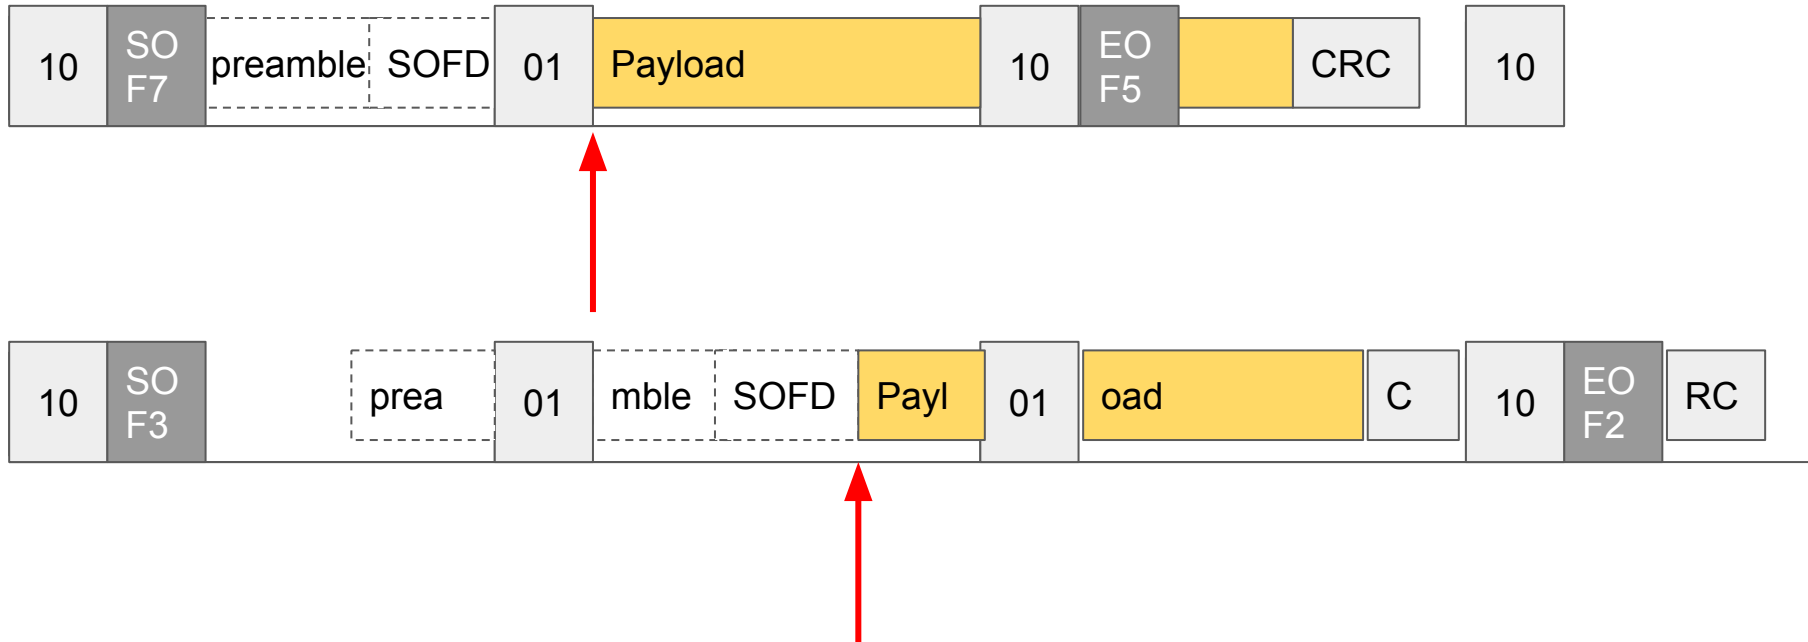 10 SO F7 preamble SOFD 01 Payload 10 EO F5 CRC 10
10 SO F3 prea 01 mble SOFD Payl 01 oad C 10 EO F2 RC